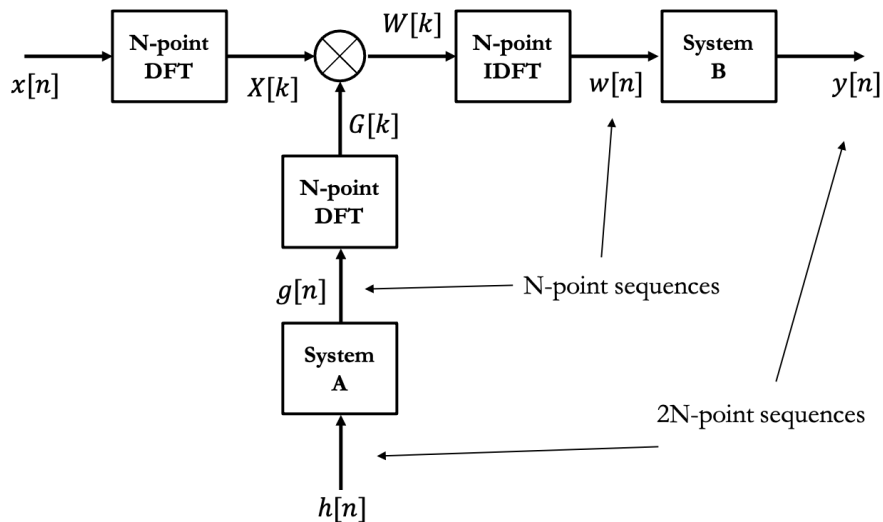 W[k]
N-point
DFT
N-point
IDFT
System
B
x[n]
X[k]
w[n]
y[n]
G[k]
N-point
DFT
g[n]
N-point sequences
System
A
2N-point sequences
h[n]